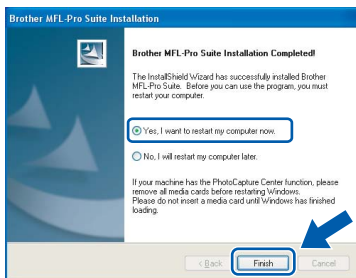 Brother MFL-Pro Suite Installation
Brother MFL-Pro Suite Installation Completed!
The InstallShield Wizard has successfully installed Brother
MFL-Pro Suite. Before you can use the program, you must
restart your computer.
Yes, I want to restart my computer now.
No, I will restart my computer later.
If your machine has the PhotoCapture Center function, please
remove all media cards before restarting Windows.
Please do not insert a media card until Windows has finished
loading.
< Back Finish Cancel